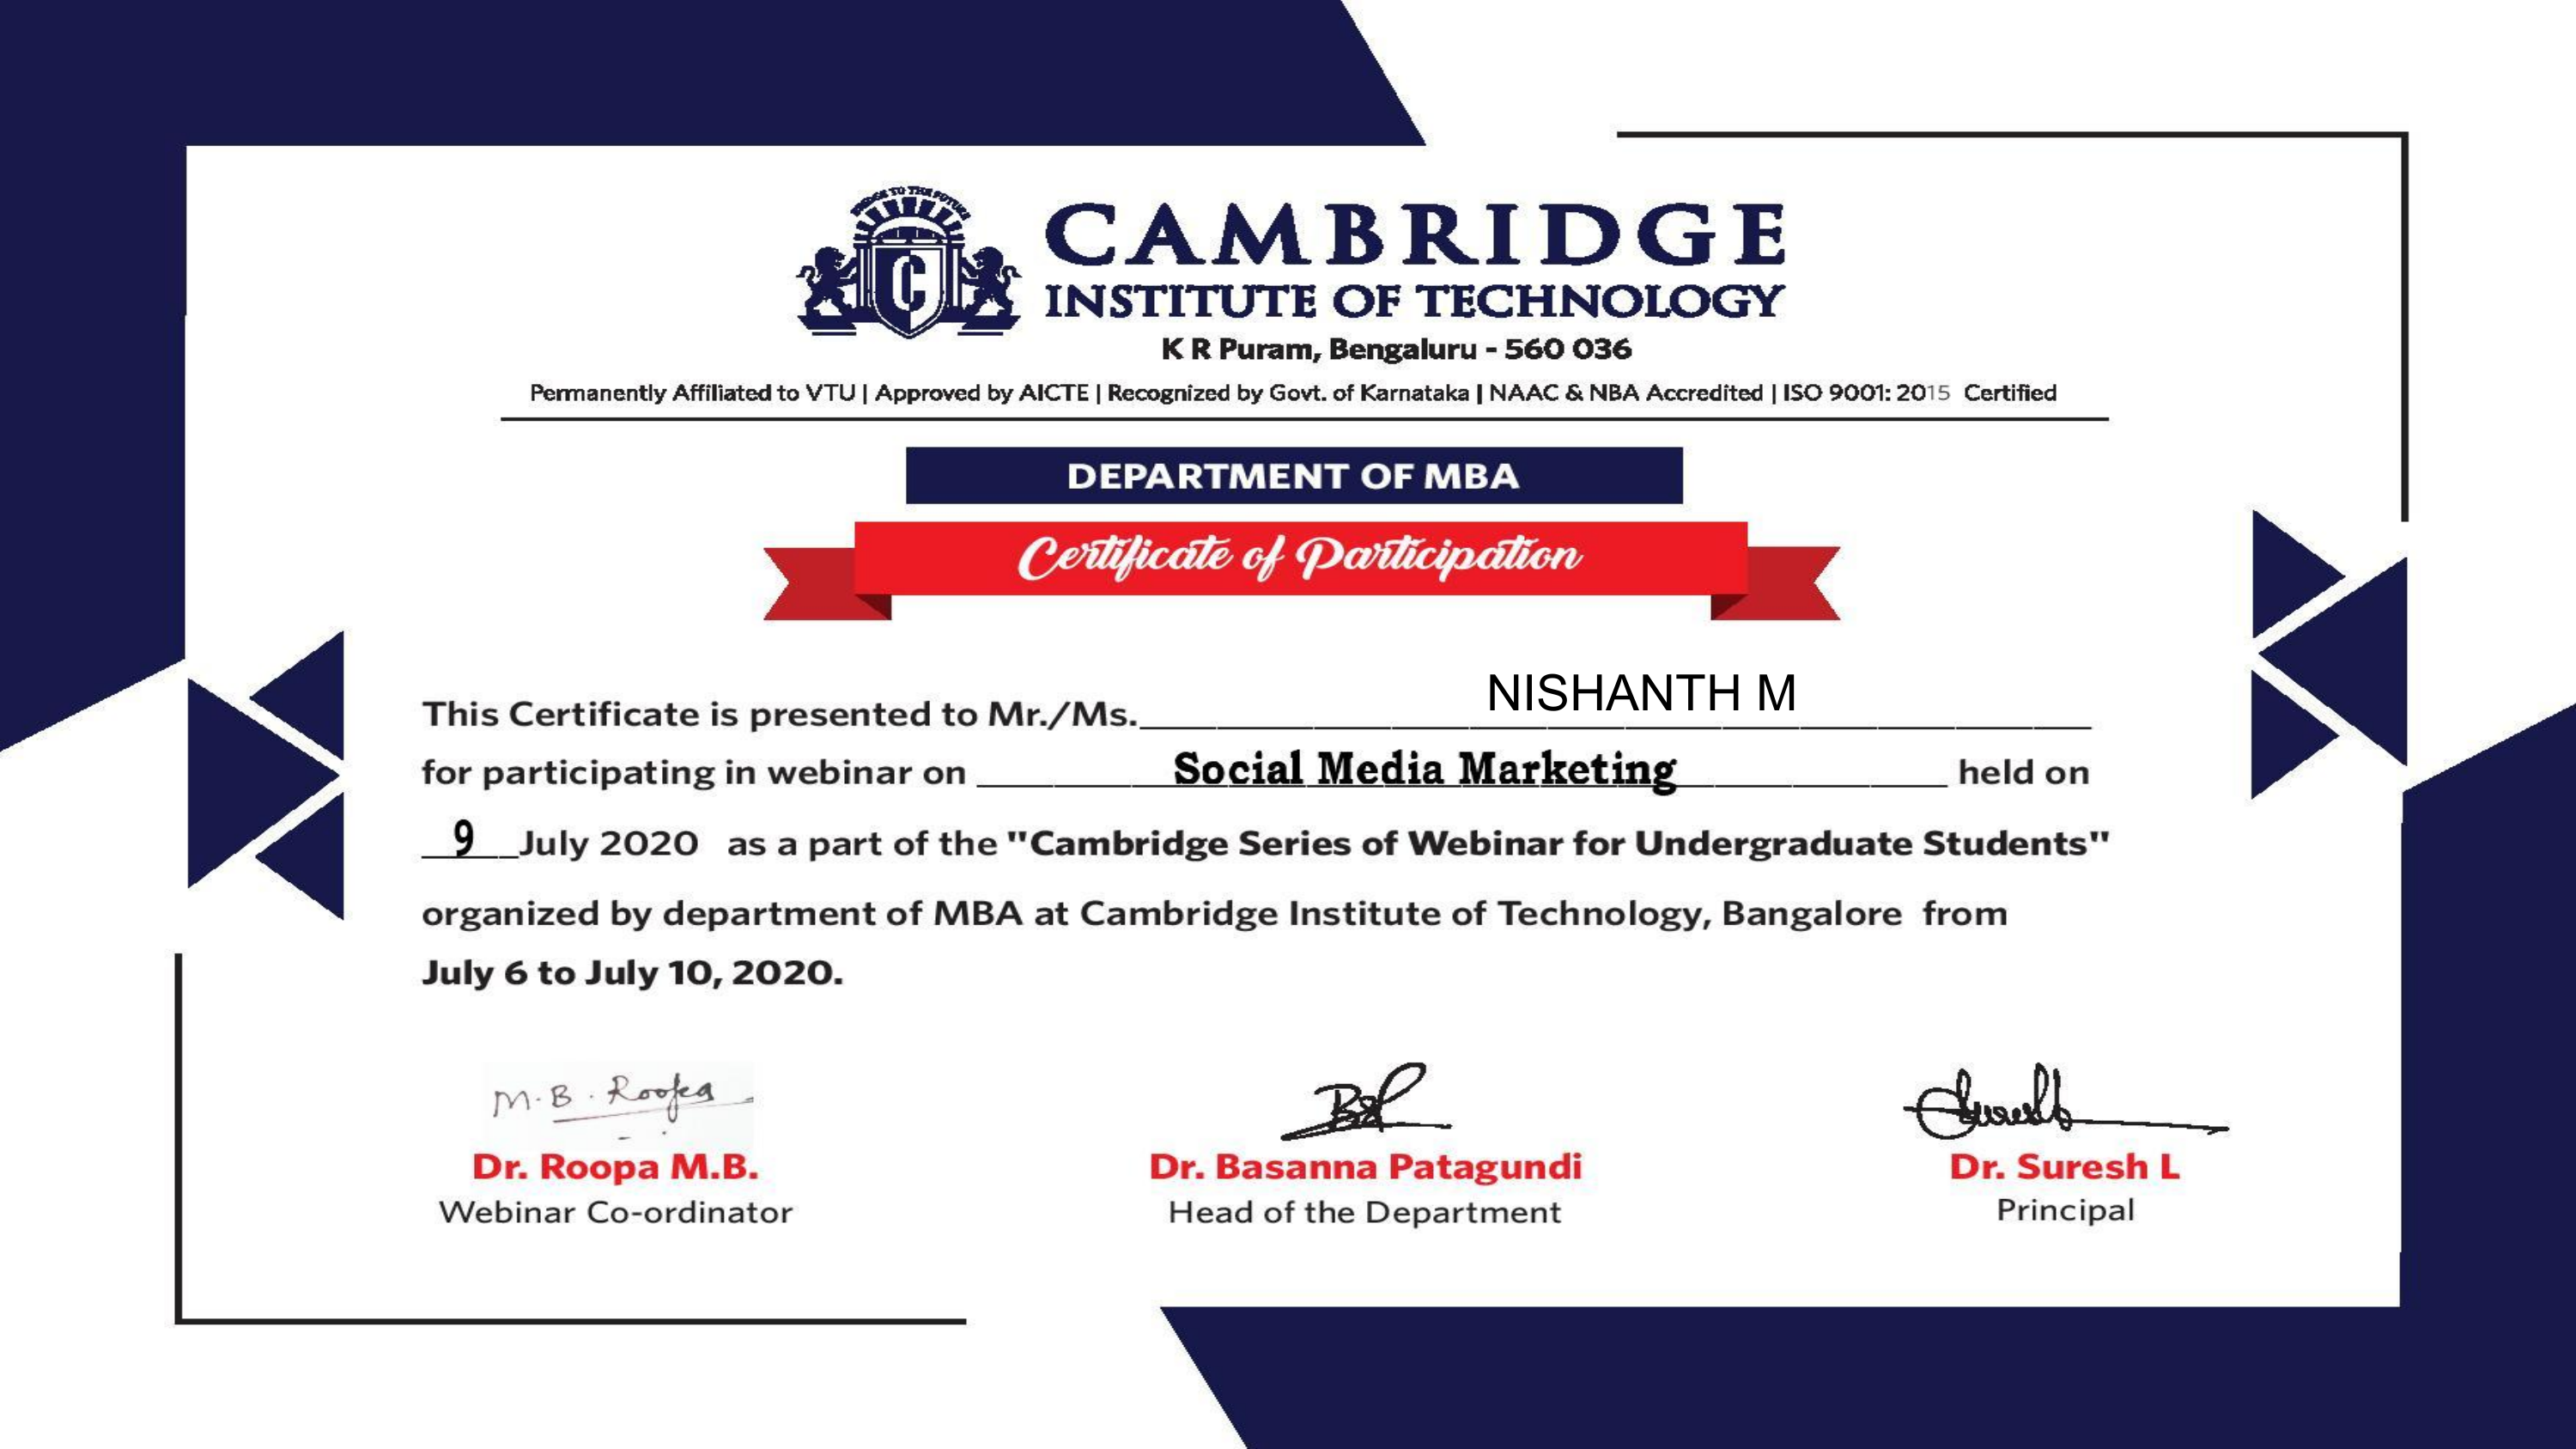 BRIDGE TO THE FUTURE
C
CAMBRIDGE
INSTITUTE OF TECHNOLOGY
K R Puram, Bengaluru - 560 036
Permanently Affiliated to VTU | Approved by AICTE | Recognized by Govt. of Karnataka | NAAC & NBA Accredited | ISO 9001: 2015 Certified
DEPARTMENT OF MBA
Certificate of Participation
This Certificate is presented to Mr./Ms. NISHANTH M
for participating in webinar on Social Media Marketing held on
9 July 2020 as a part of the "Cambridge Series of Webinar for Undergraduate Students"
organized by department of MBA at Cambridge Institute of Technology, Bangalore from
July 6 to July 10, 2020.
M.B. Roopa
Dr. Roopa M.B. Dr. Basanna Patagundi Dr. Suresh L
Webinar Co-ordinator Head of the Department Principal